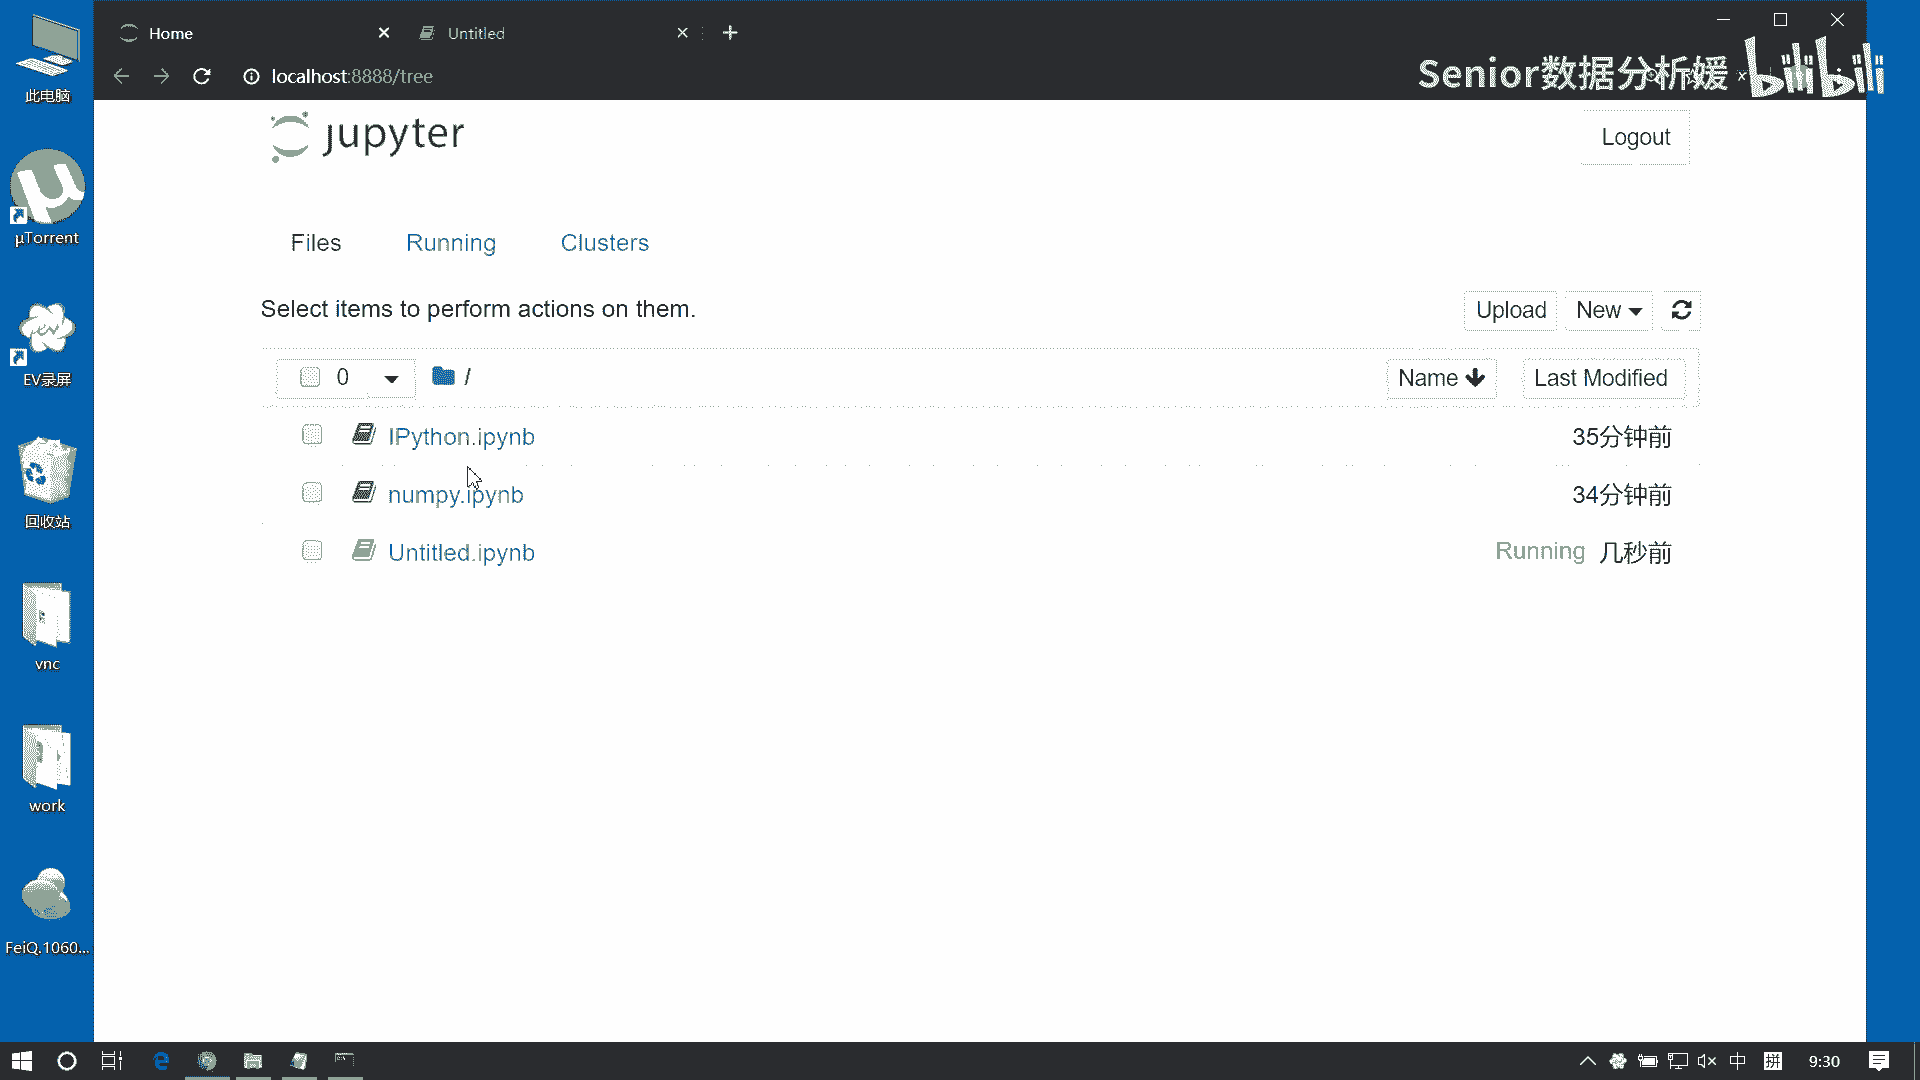 Home
Untitled
localhost:8888/tree
Senior数据分析媛
bilibili
此电脑
jupyter
Logout
μTorrent
Files
Running
Clusters
Select items to perform actions on them.
Upload
New
0
/
Name
Last Modified
EV录屏
IPython.ipynb
35分钟前
numpy.ipynb
34分钟前
回收站
Untitled.ipynb
Running
几秒前
vnc
work
FeiQ.1060...
中
拼
9:30